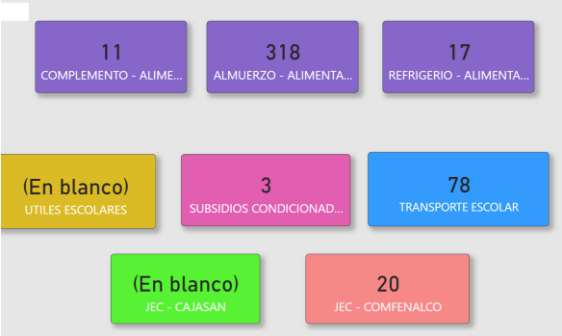 11
COMPLEMENTO - ALIME...
318
ALMUERZO - ALIMENTA...
17
REFRIGERIO - ALIMENTA...
(En blanco)
UTILES ESCOLARES
3
SUBSIDIOS CONDICIONAD...
78
TRANSPORTE ESCOLAR
(En blanco)
JEC - CAJASAN
20
JEC - COMFENALCO